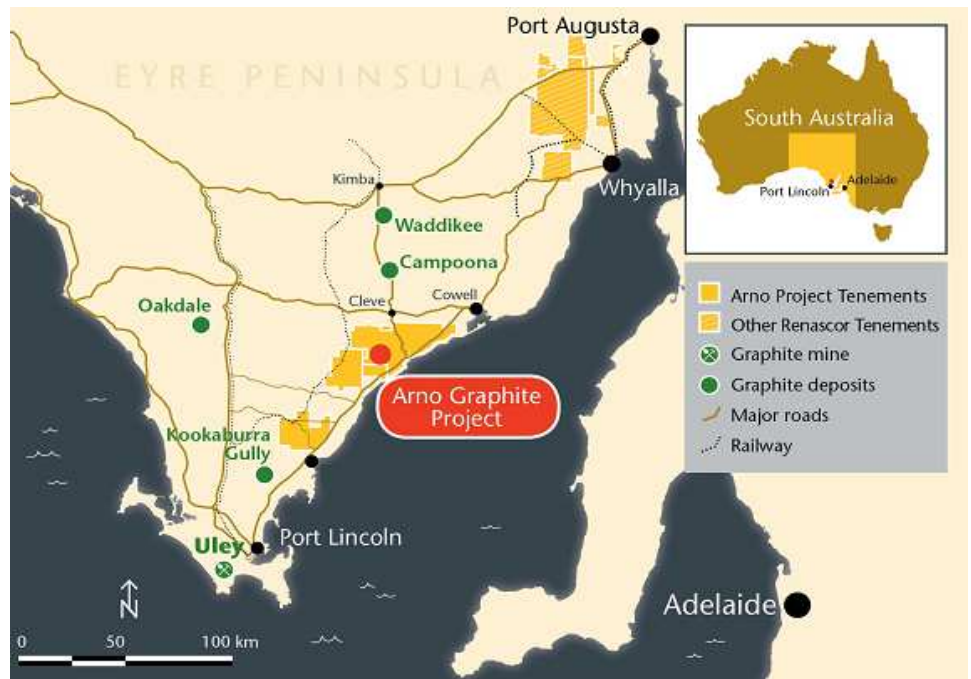 Port Augusta
EYRE PENINSULA
South Australia
Adelaide
Port Lincoln
Kimba
Whyalla
Waddikee
Campoona
Cleve
Cowell
Oakdale
Arno Project Tenements
Other Renascor Tenements
Graphite mine
Graphite deposits
Major roads
Railway
Arno Graphite
Project
Kookaburra
Gully
Port Lincoln
Uley
N
Adelaide
0 50 100 km